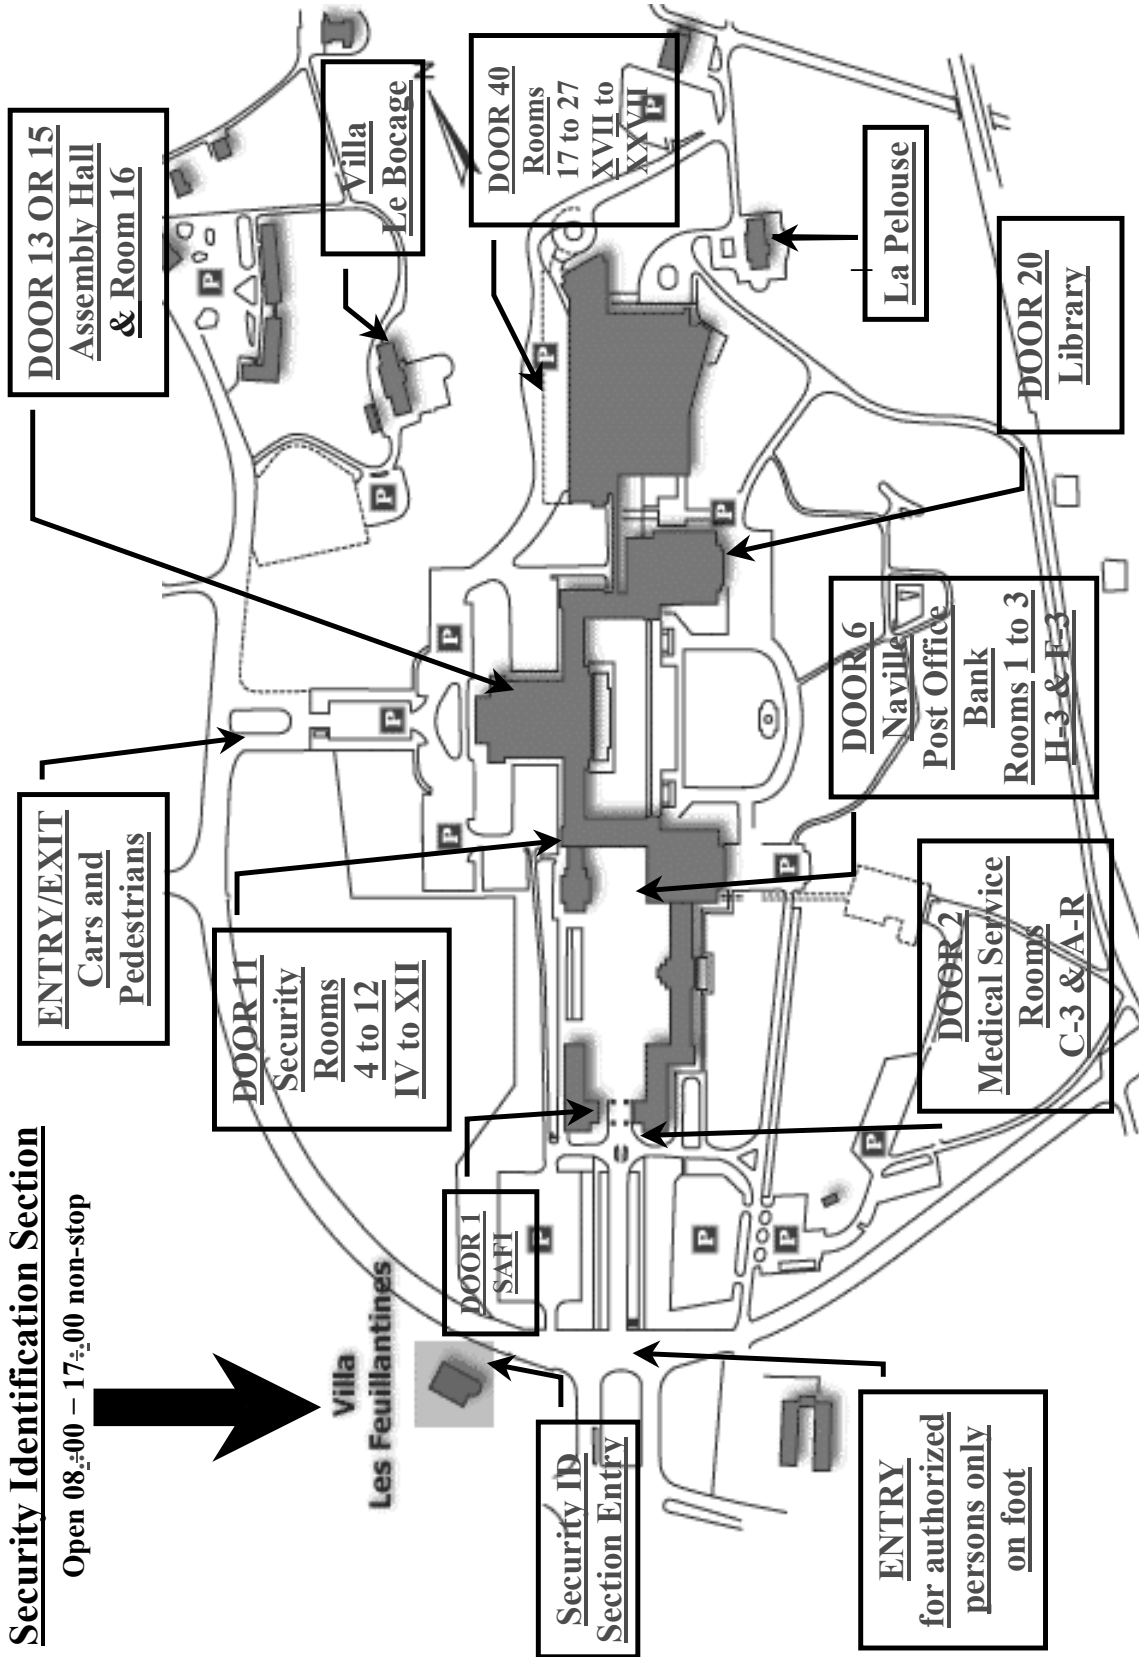 Security Identification Section
Open 08:00 – 17:00 non-stop
Villa
Les Feuillantines
Security ID
Section Entry
ENTRY
for authorized
persons only
on foot
DOOR 1
SAFI
ENTRY/EXIT
Cars and
Pedestrians
DOOR 11
Security
Rooms
4 to 12
IV to XII
DOOR 2
Medical Service
Rooms
C-3 & A-R
DOOR 6
Naville
Post Office
Bank
Rooms 1 to 3
H-3 & F-3
DOOR 13 OR 15
Assembly Hall
& Room 16
Villa
Le Bocage
N
DOOR 40
Rooms
17 to 27
XVII to
XXVII
La Pelouse
DOOR 20
Library
P
P
P
P
P
P
P
P
P
P
P
P
P